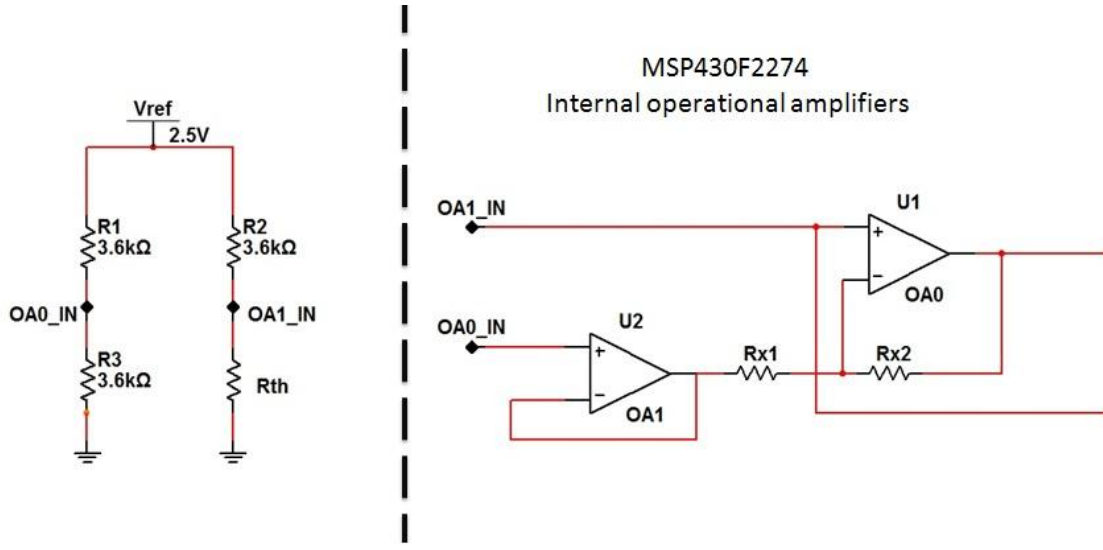 MSP430F2274
Internal operational amplifiers
Vref
2.5V
R1
3.6kΩ
R2
3.6kΩ
OA0_IN
OA1_IN
R3
3.6kΩ
Rth
OA1_IN
U1
OA0
OA0_IN
U2
OA1
Rx1
Rx2